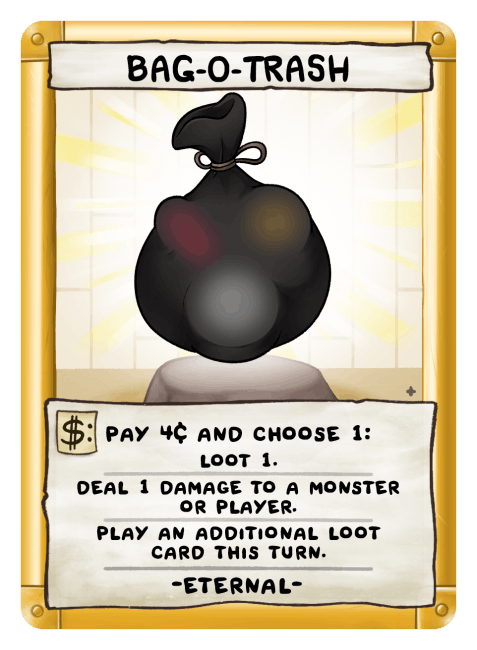 BAG-O-TRASH
$: PAY 4¢ AND CHOOSE 1:
LOOT 1.
DEAL 1 DAMAGE TO A MONSTER
OR PLAYER.
PLAY AN ADDITIONAL LOOT
CARD THIS TURN.
-ETERNAL-